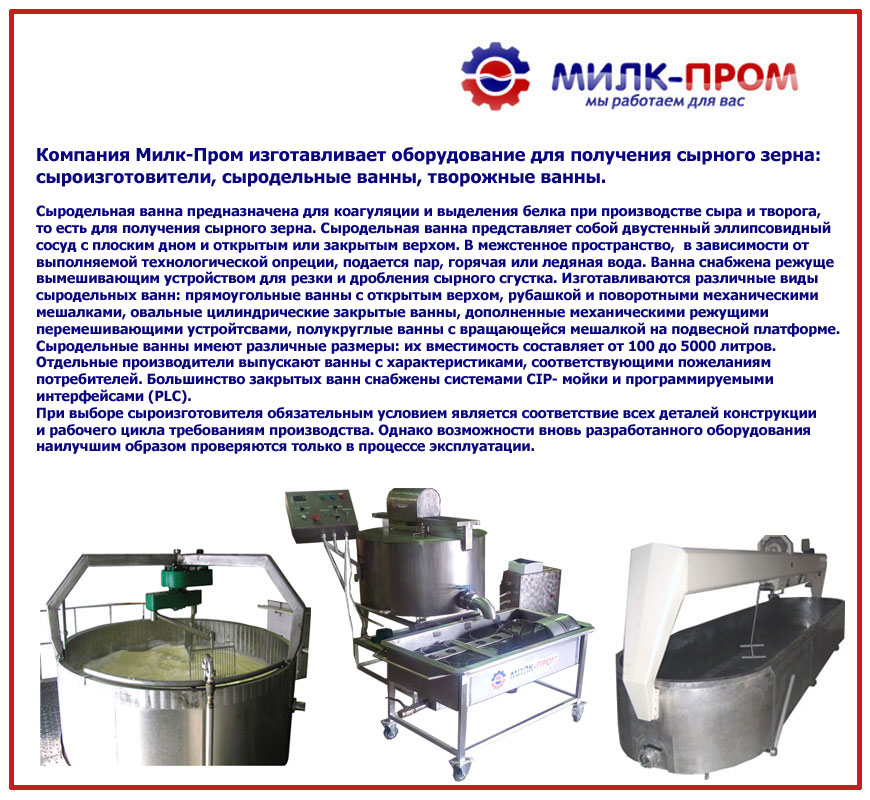 МИЛК-ПРОМ
мы работаем для вас
Компания Милк-Пром изготавливает оборудование для получения сырного зерна:
сыроизготовители, сыродельные ванны, творожные ванны.
Сыродельная ванна предназначена для коагуляции и выделения белка при производстве сыра и творога,
то есть для получения сырного зерна. Сыродельная ванна представляет собой двустенный эллипсовидный
сосуд с плоским дном и открытым или закрытым верхом. В межстенное пространство, в зависимости от
выполняемой технологической опреции, подается пар, горячая или ледяная вода. Ванна снабжена режуще
вымешивающим устройством для резки и дробления сырного сгустка. Изготавливаются различные виды
сыродельных ванн: прямоугольные ванны с открытым верхом, рубашкой и поворотными механическими
мешалками, овальные цилиндрические закрытые ванны, дополненные механическими режущими
перемешивающими устройтсвами, полукруглые ванны с вращающейся мешалкой на подвесной платформе.
Сыродельные ванны имеют различные размеры: их вместимость составляет от 100 до 5000 литров.
Отдельные производители выпускают ванны с характеристиками, соответствующими пожеланиям
потребителей. Большинство закрытых ванн снабжены системами CIP- мойки и программируемыми
интерфейсами (PLC).
При выборе сыроизготовителя обязательным условием является соответствие всех деталей конструкции
и рабочего цикла требованиям производства. Однако возможности вновь разработанного оборудования
наилучшим образом проверяются только в процессе эксплуатации.
МИЛК-ПРОМ